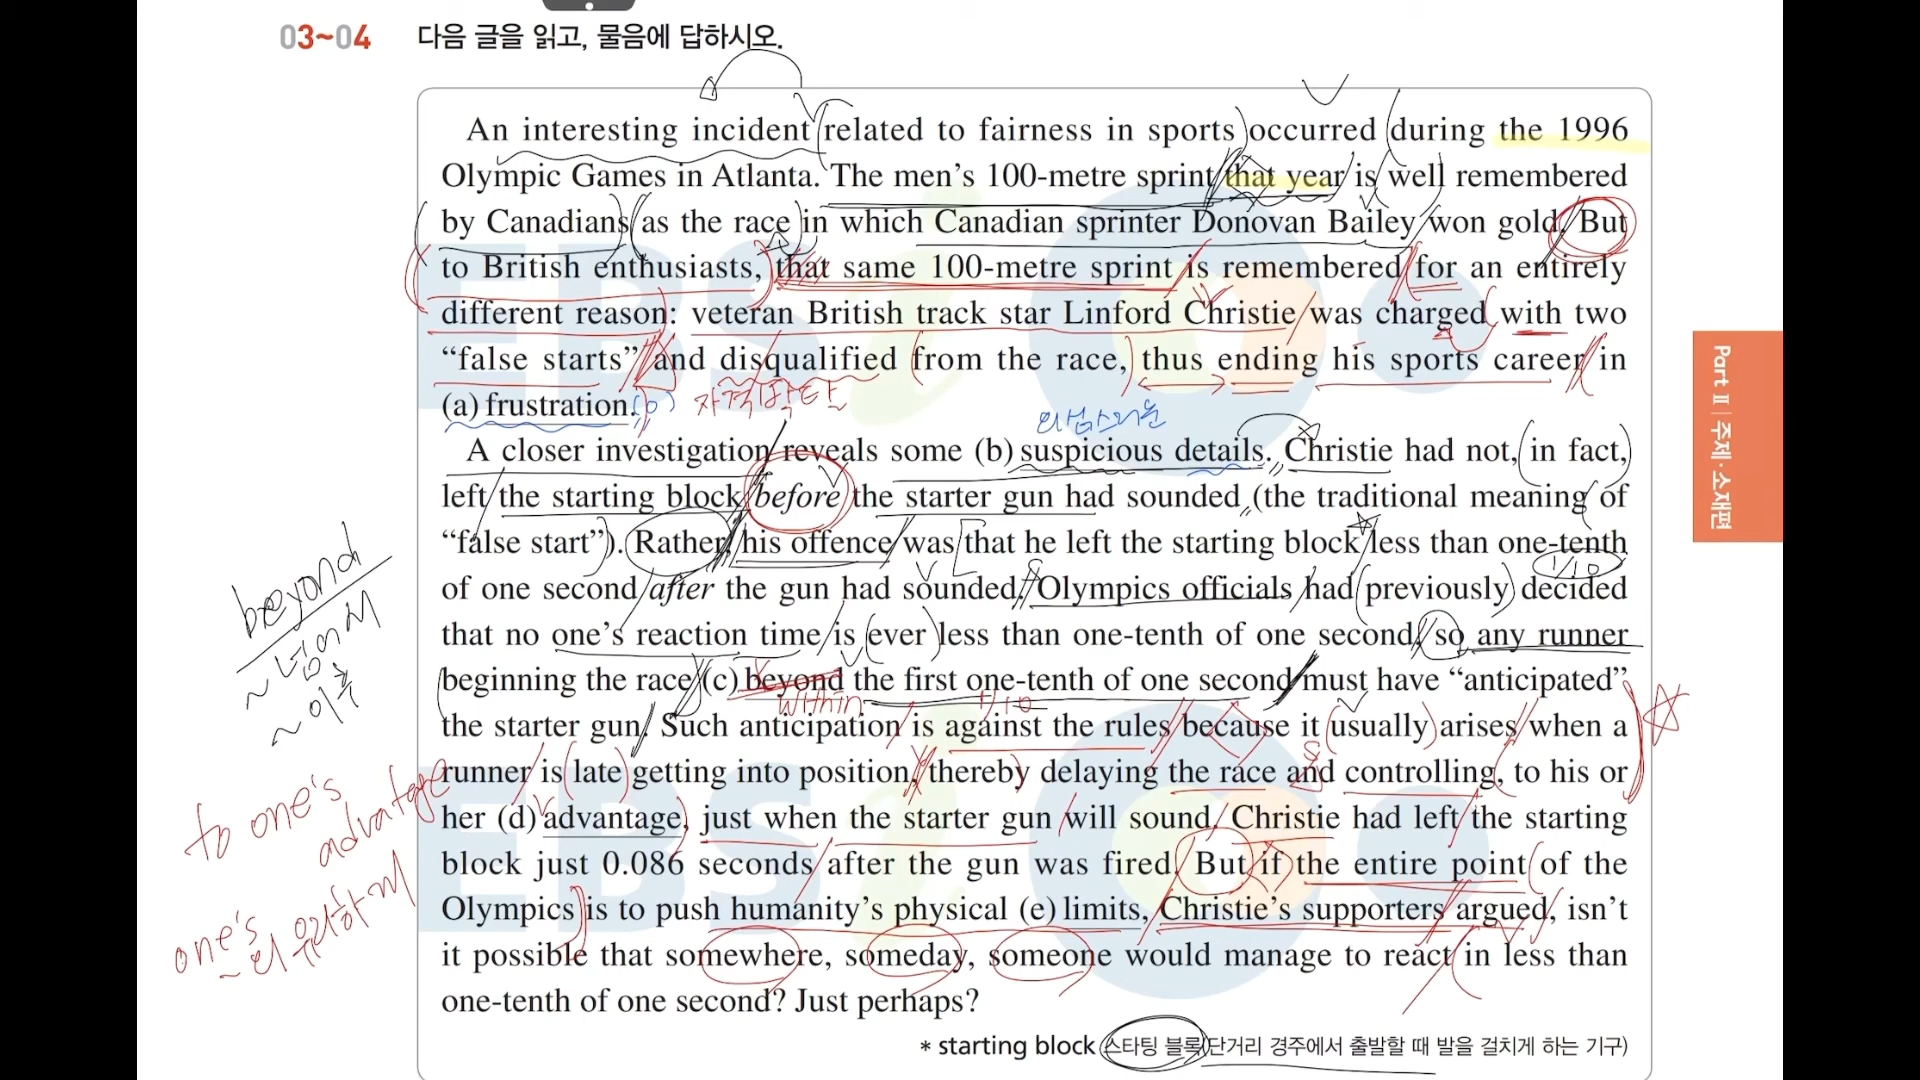 03~04 다음 글을 읽고, 물음에 답하시오.
An interesting incident related to fairness in sports occurred during the 1996
Olympic Games in Atlanta. The men's 100-metre sprint that year is well remembered
by Canadians as the race in which Canadian sprinter Donovan Bailey won gold. But
to British enthusiasts, that same 100-metre sprint is remembered for an entirely
different reason: veteran British track star Linford Christie was charged with two
“false starts” and disqualified from the race, thus ending his sports career in
자격박탈
(a) frustration.
의심스러운
A closer investigation reveals some (b) suspicious details. Christie had not, in fact,
left the starting block before the starter gun had sounded (the traditional meaning of
“false start”). Rather, his offence was that he left the starting block less than one-tenth
1/10
of one second after the gun had sounded. Olympics officials had previously decided
that no one's reaction time is ever less than one-tenth of one second, so any runner
beginning the race (c) beyond the first one-tenth of one second must have “anticipated”
within 1/10
the starter gun. Such anticipation is against the rules because it usually arises when a
runner is late getting into position, thereby delaying the race and controlling, to his or
her (d) advantage, just when the starter gun will sound. Christie had left the starting
block just 0.086 seconds after the gun was fired. But if the entire point of the
Olympics is to push humanity's physical (e) limits, Christie's supporters argued, isn't
it possible that somewhere, someday, someone would manage to react in less than
one-tenth of one second? Just perhaps?
* starting block 스타팅 블록(단거리 경주에서 출발할 때 발을 걸치게 하는 기구)
beyond
~넘어서
~이후
to one's
advantage
one's
~의 유리하게
Part II | 주제·소재편
EBSi
EBSi